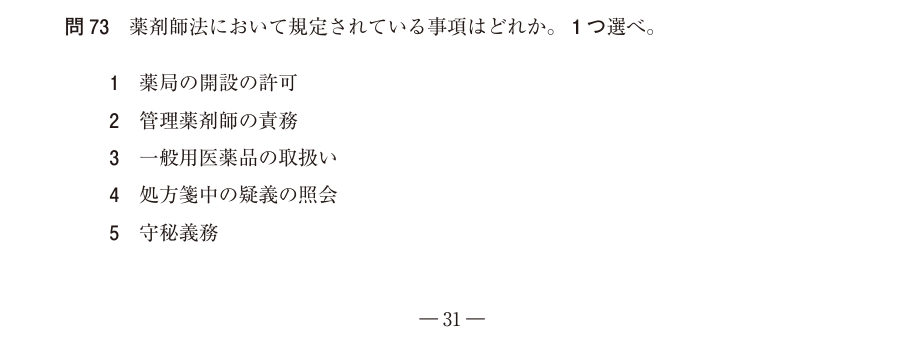 問 73　薬剤師法において規定されている事項はどれか。1つ選べ。
1　薬局の開設の許可
2　管理薬剤師の責務
3　一般用医薬品の取扱い
4　処方箋中の疑義の照会
5　守秘義務
— 31 —